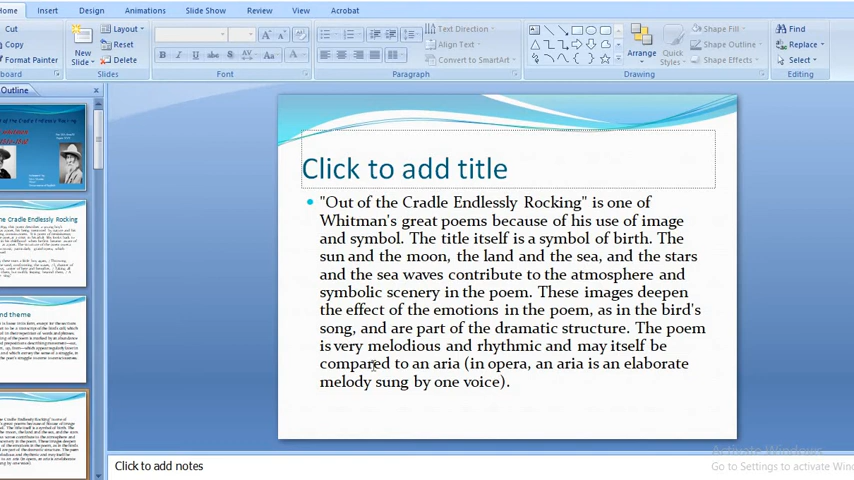 Home Insert Design Animations Slide Show Review View Acrobat
Cut
Copy
Format Painter
New Slide
Layout
Reset
Delete
B I U abc S AV Aa A
Text Direction
Align Text
Convert to SmartArt
Arrange
Quick Styles
Shape Fill
Shape Outline
Shape Effects
Find
Replace
Select
board Slides Font Paragraph Drawing Editing
Outline
Click to add title
"Out of the Cradle Endlessly Rocking" is one of
Whitman's great poems because of his use of image
and symbol. The title itself is a symbol of birth. The
sun and the moon, the land and the sea, and the stars
and the sea waves contribute to the atmosphere and
symbolic scenery in the poem. These images deepen
the effect of the emotions in the poem, as in the bird's
song, and are part of the dramatic structure. The poem
is very melodious and rhythmic and may itself be
compared to an aria (in opera, an aria is an elaborate
melody sung by one voice).
the Cradle Endlessly Rocking
nd theme
Activate Windows
Go to Settings to activate Wind
Click to add notes